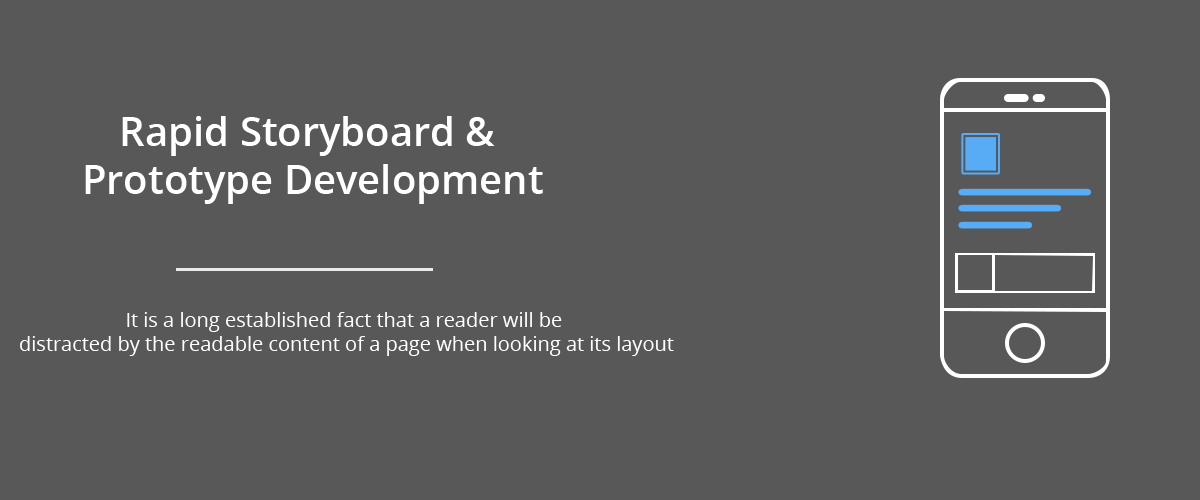 Rapid Storyboard &
Prototype Development
It is a long established fact that a reader will be
distracted by the readable content of a page when looking at its layout